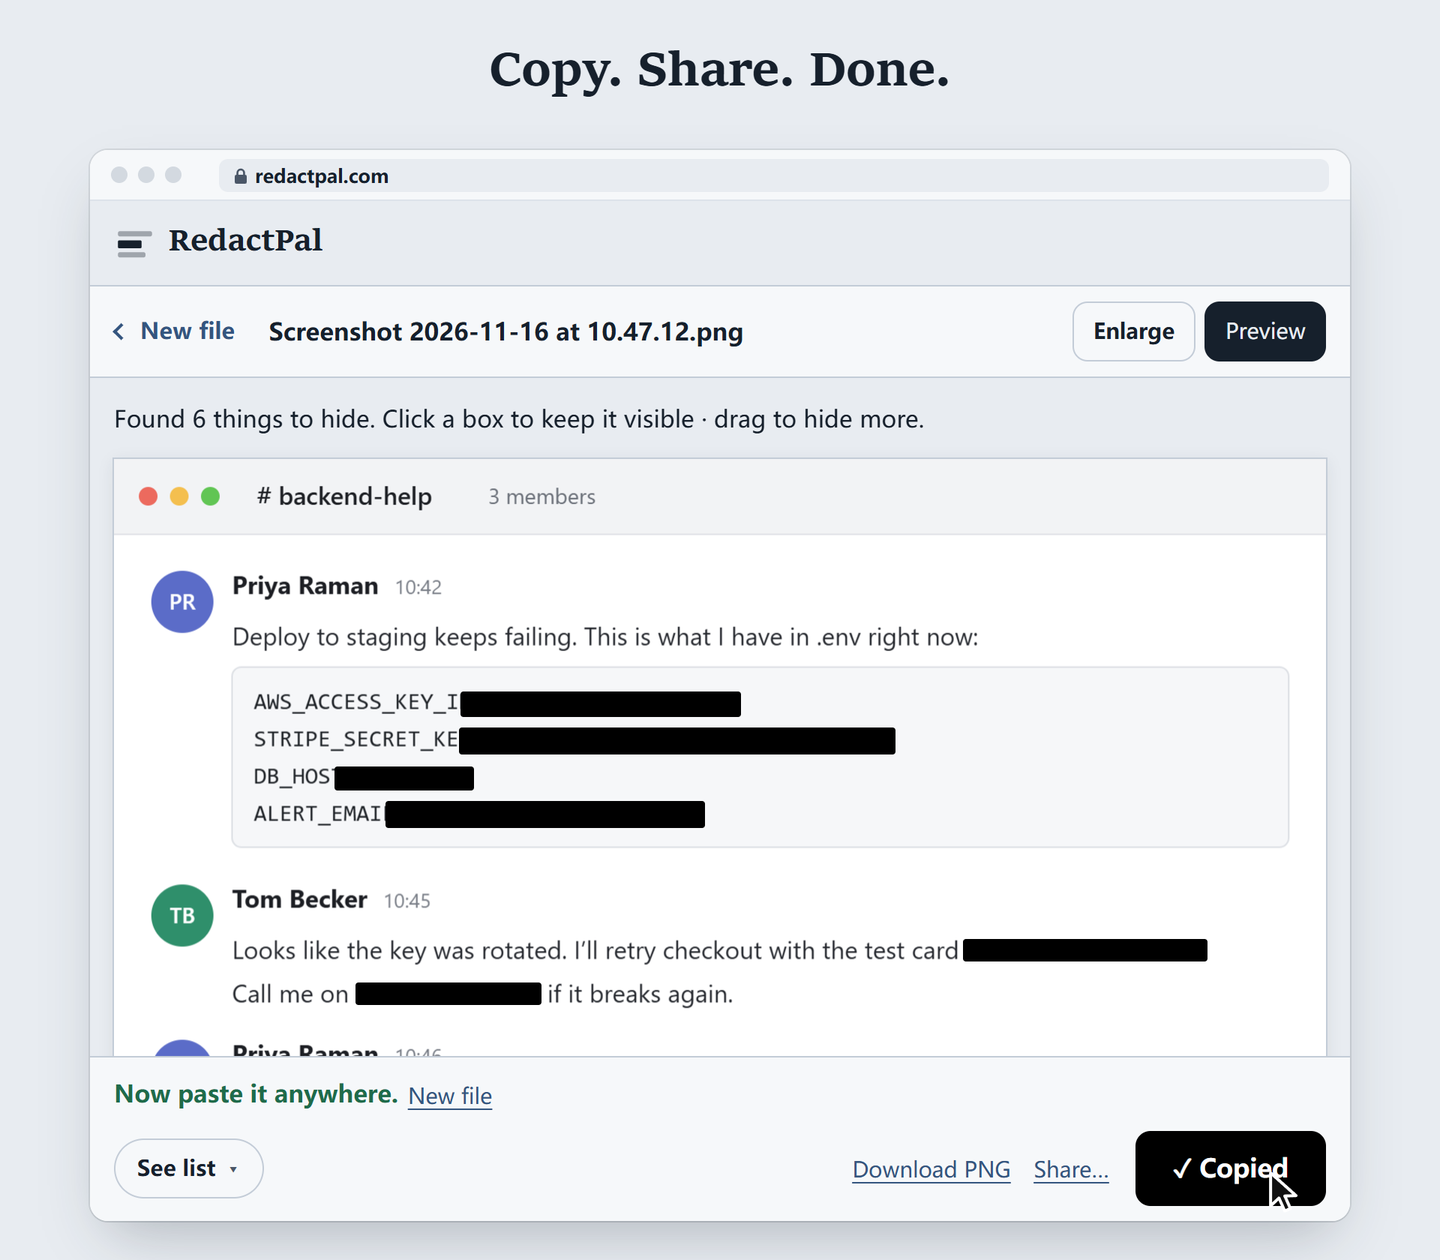 Copy. Share. Done.
redactpal.com
RedactPal
New file Screenshot 2026-11-16 at 10.47.12.png Enlarge Preview
Found 6 things to hide. Click a box to keep it visible · drag to hide more.
# backend-help 3 members
PR Priya Raman 10:42
Deploy to staging keeps failing. This is what I have in .env right now:
AWS_ACCESS_KEY_I
STRIPE_SECRET_KE
DB_HOST
ALERT_EMAI
TB Tom Becker 10:45
Looks like the key was rotated. I’ll retry checkout with the test card
Call me on if it breaks again.
Priya Raman 10:46
Now paste it anywhere. New file
See list ▾ Download PNG Share... ✓ Copied